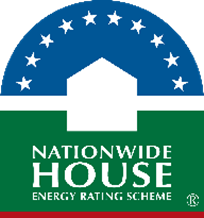 NATIONWIDE
HOUSE
ENERGY RATING SCHEME ®